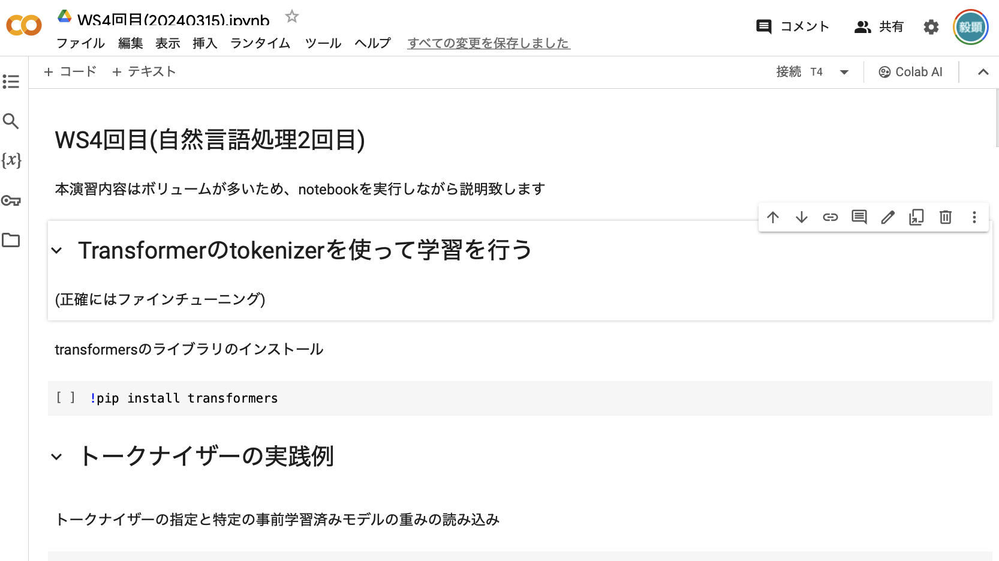 WS4回目(20240315).ipynb
コメント
共有
毅顕
ファイル 編集 表示 挿入 ランタイム ツール ヘルプ すべての変更を保存しました
+ コード + テキスト
接続 T4
Colab AI
{x}
WS4回目(自然言語処理2回目)
本演習内容はボリュームが多いため、notebookを実行しながら説明致します
Transformerのtokenizerを使って学習を行う
(正確にはファインチューニング)
transformersのライブラリのインストール
[ ] !pip install transformers
トークナイザーの実践例
トークナイザーの指定と特定の事前学習済みモデルの重みの読み込み